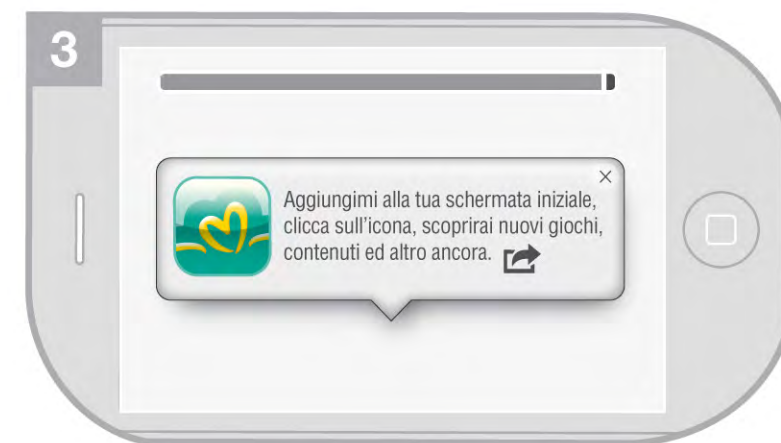 3
Aggiungimi alla tua schermata iniziale,
clicca sull'icona, scoprirai nuovi giochi,
contenuti ed altro ancora.